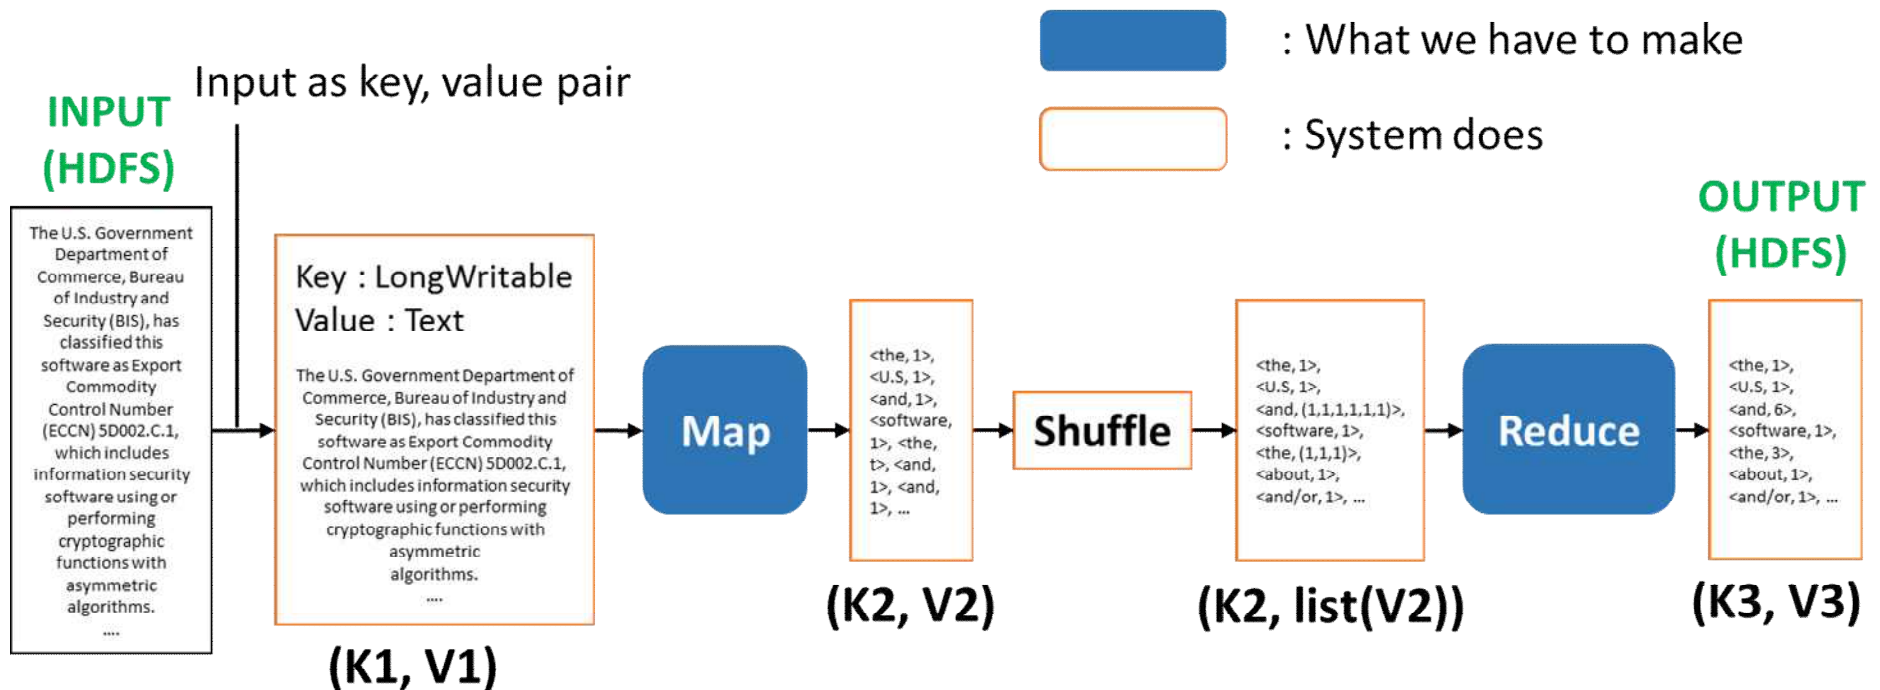 : What we have to make
: System does
Input as key, value pair
INPUT
(HDFS)
The U.S. Government
Department of
Commerce, Bureau
of Industry and
Security (BIS), has
classified this
software as Export
Commodity
Control Number
(ECCN) 5D002.C.1,
which includes
information security
software using or
performing
cryptographic
functions with
asymmetric
algorithms.
....
Key : LongWritable
Value : Text
The U.S. Government Department of
Commerce, Bureau of Industry and
Security (BIS), has classified this
software as Export Commodity
Control Number (ECCN) 5D002.C.1,
which includes information security
software using or performing
cryptographic functions with
asymmetric
algorithms.
....
(K1, V1)
Map
<the, 1>,
<U.S, 1>,
<and, 1>,
<software,
1>, <the,
t>, <and,
1>, <and,
1>, ...
(K2, V2)
Shuffle
<the, 1>,
<U.S, 1>,
<and, (1,1,1,1,1,1)>,
<software, 1>,
<the, (1,1,1)>,
<about, 1>,
<and/or, 1>, ...
(K2, list(V2))
Reduce
OUTPUT
(HDFS)
<the, 1>,
<U.S, 1>,
<and, 6>,
<software, 1>,
<the, 3>,
<about, 1>,
<and/or, 1>, ...
(K3, V3)